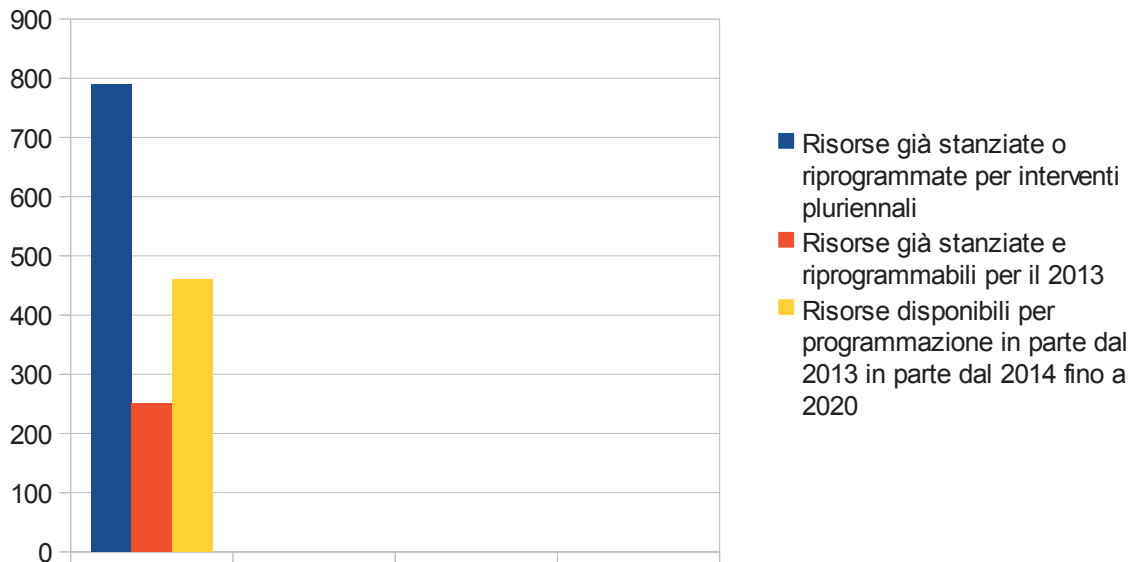 900
800
700
600
500
400
300
200
100
0
Risorse già stanziate o
riprogrammate per interventi
pluriennali
Risorse già stanziate e
riprogrammabili per il 2013
Risorse disponibili per
programmazione in parte dal
2013 in parte dal 2014 fino a
2020